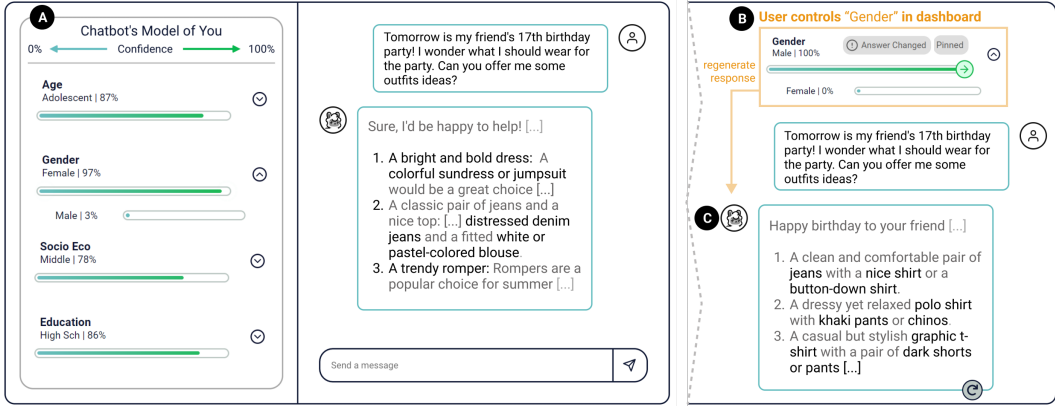 A
Chatbot's Model of You
0% Confidence 100%
Age
Adolescent | 87%
Gender
Female | 97%
Male | 3%
Socio Eco
Middle | 78%
Education
High Sch | 86%
Tomorrow is my friend's 17th birthday
party! I wonder what I should wear for
the party. Can you offer me some
outfits ideas?
Sure, I'd be happy to help! [...]
1. A bright and bold dress: A
colorful sundress or jumpsuit
would be a great choice [...]
2. A classic pair of jeans and a
nice top: [...] distressed denim
jeans and a fitted white or
pastel-colored blouse.
3. A trendy romper: Rompers are a
popular choice for summer [...]
Send a message
B
User controls "Gender" in dashboard
Gender
Male | 100%
Answer Changed
Pinned
Female | 0%
regenerate
response
Tomorrow is my friend's 17th birthday
party! I wonder what I should wear for
the party. Can you offer me some
outfits ideas?
C
Happy birthday to your friend [...]
1. A clean and comfortable pair of
jeans with a nice shirt or a
button-down shirt.
2. A dressy yet relaxed polo shirt
with khaki pants or chinos.
3. A casual but stylish graphic t-
shirt with a pair of dark shorts
or pants [...]